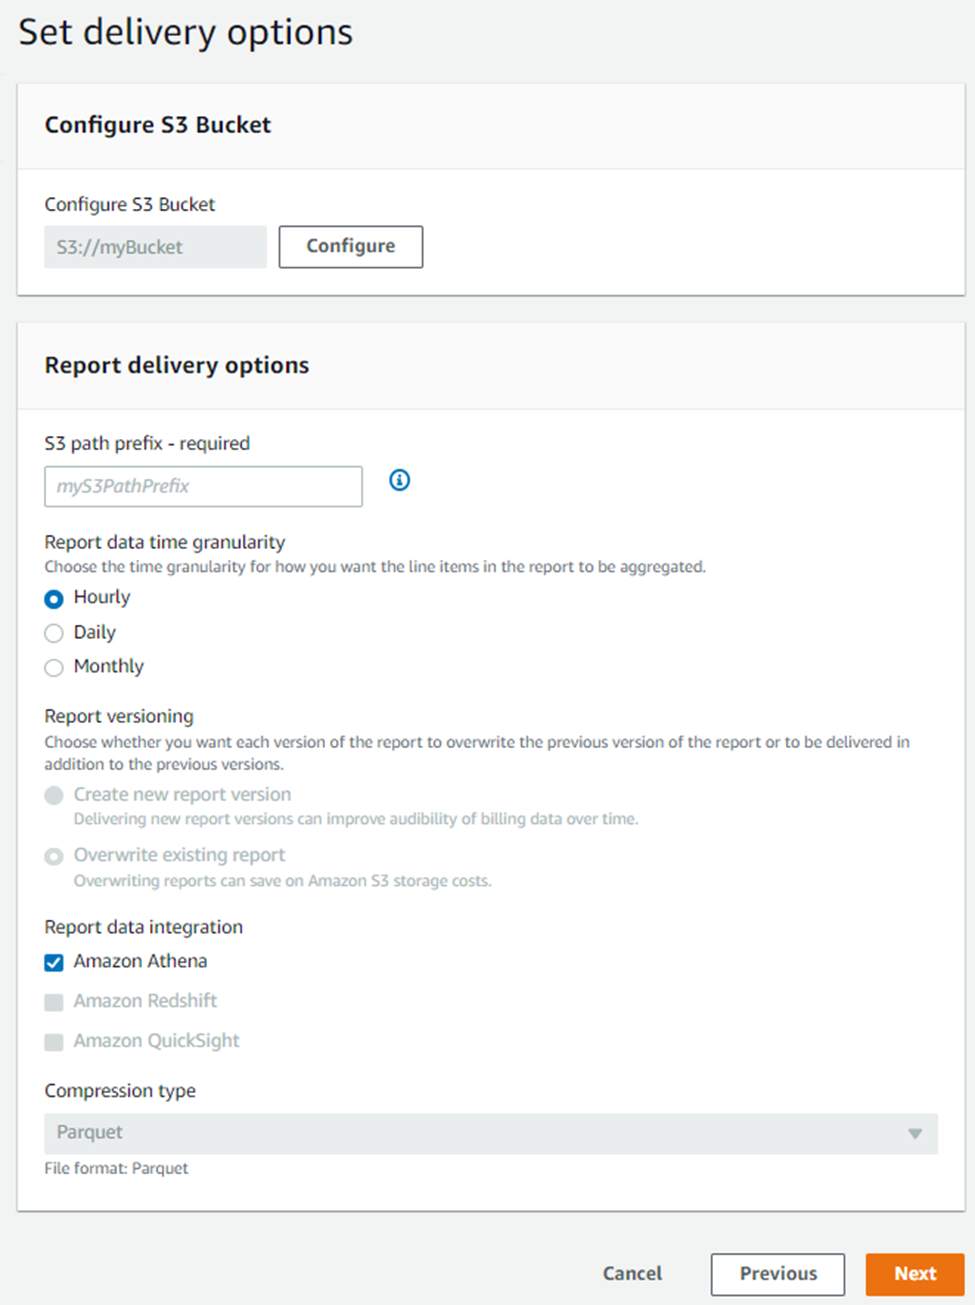 Set delivery options
Configure S3 Bucket
Configure S3 Bucket
S3://myBucket
Configure
Report delivery options
S3 path prefix - required
myS3PathPrefix
Report data time granularity
Choose the time granularity for how you want the line items in the report to be aggregated.
Hourly
Daily
Monthly
Report versioning
Choose whether you want each version of the report to overwrite the previous version of the report or to be delivered in
addition to the previous versions.
Create new report version
Delivering new report versions can improve audibility of billing data over time.
Overwrite existing report
Overwriting reports can save on Amazon S3 storage costs.
Report data integration
Amazon Athena
Amazon Redshift
Amazon QuickSight
Compression type
Parquet
File format: Parquet
Cancel
Previous
Next